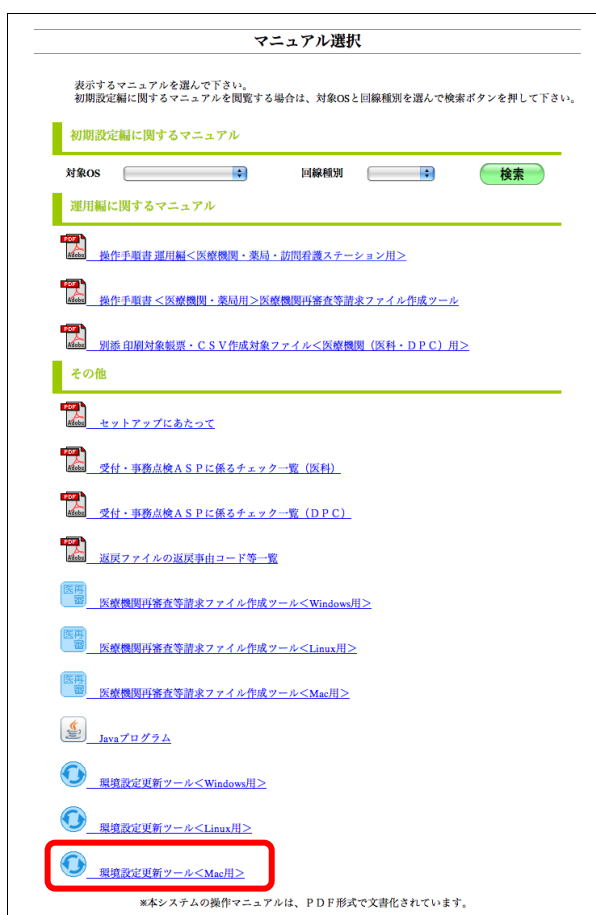 マニュアル選択
表示するマニュアルを選んで下さい。
初期設定編に関するマニュアルを閲覧する場合は、対象OSと回線種別を選んで検索ボタンを押して下さい。
初期設定編に関するマニュアル
対象OS 回線種別 検索
運用編に関するマニュアル
PDF Adobe 操作手順書 運用編＜医療機関・薬局・訪問看護ステーション用＞
PDF Adobe 操作手順書 ＜医療機関・薬局用＞医療機関再審査等請求ファイル作成ツール
PDF Adobe 別添 印刷対象帳票・ＣＳＶ作成対象ファイル＜医療機関（医科・ＤＰＣ）用＞
その他
PDF Adobe セットアップにあたって
PDF Adobe 受付・事務点検ＡＳＰに係るチェック一覧（医科）
PDF Adobe 受付・事務点検ＡＳＰに係るチェック一覧（ＤＰＣ）
PDF Adobe 返戻ファイルの返戻事由コード等一覧
医再審 医療機関再審査等請求ファイル作成ツール＜Windows用＞
医再審 医療機関再審査等請求ファイル作成ツール＜Linux用＞
医再審 医療機関再審査等請求ファイル作成ツール＜Mac用＞
Javaプログラム
環境設定更新ツール＜Windows用＞
環境設定更新ツール＜Linux用＞
環境設定更新ツール＜Mac用＞
※本システムの操作マニュアルは、ＰＤＦ形式で文書化されています。